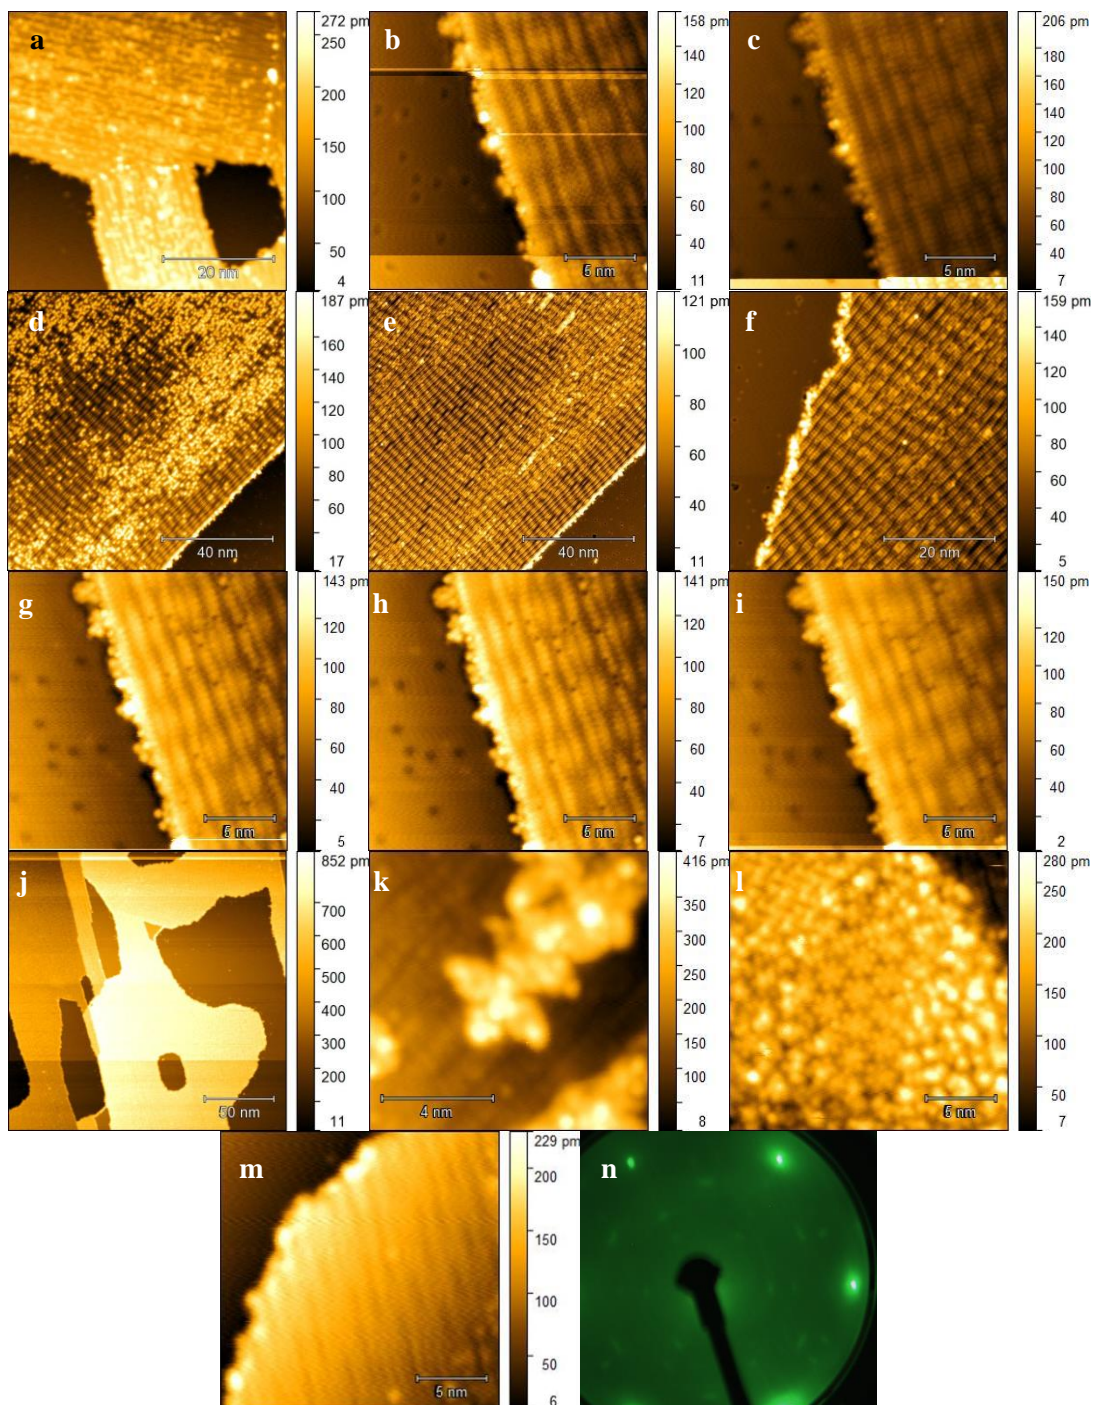 a
272 pm
250
200
150
100
50
4
20 nm
b
158 pm
140
120
100
80
60
40
11
5 nm
c
206 pm
180
160
140
120
100
80
60
40
7
5 nm
d
187 pm
160
140
120
100
80
60
17
40 nm
e
121 pm
100
80
60
40
11
40 nm
f
159 pm
140
120
100
80
60
40
5
20 nm
g
143 pm
120
100
80
60
40
5
5 nm
h
141 pm
120
100
80
60
40
7
5 nm
i
150 pm
120
100
80
60
40
2
5 nm
j
852 pm
700
600
500
400
300
200
11
50 nm
k
416 pm
350
300
250
200
150
100
8
4 nm
l
280 pm
250
200
150
100
50
7
5 nm
m
229 pm
200
150
100
50
6
5 nm
n